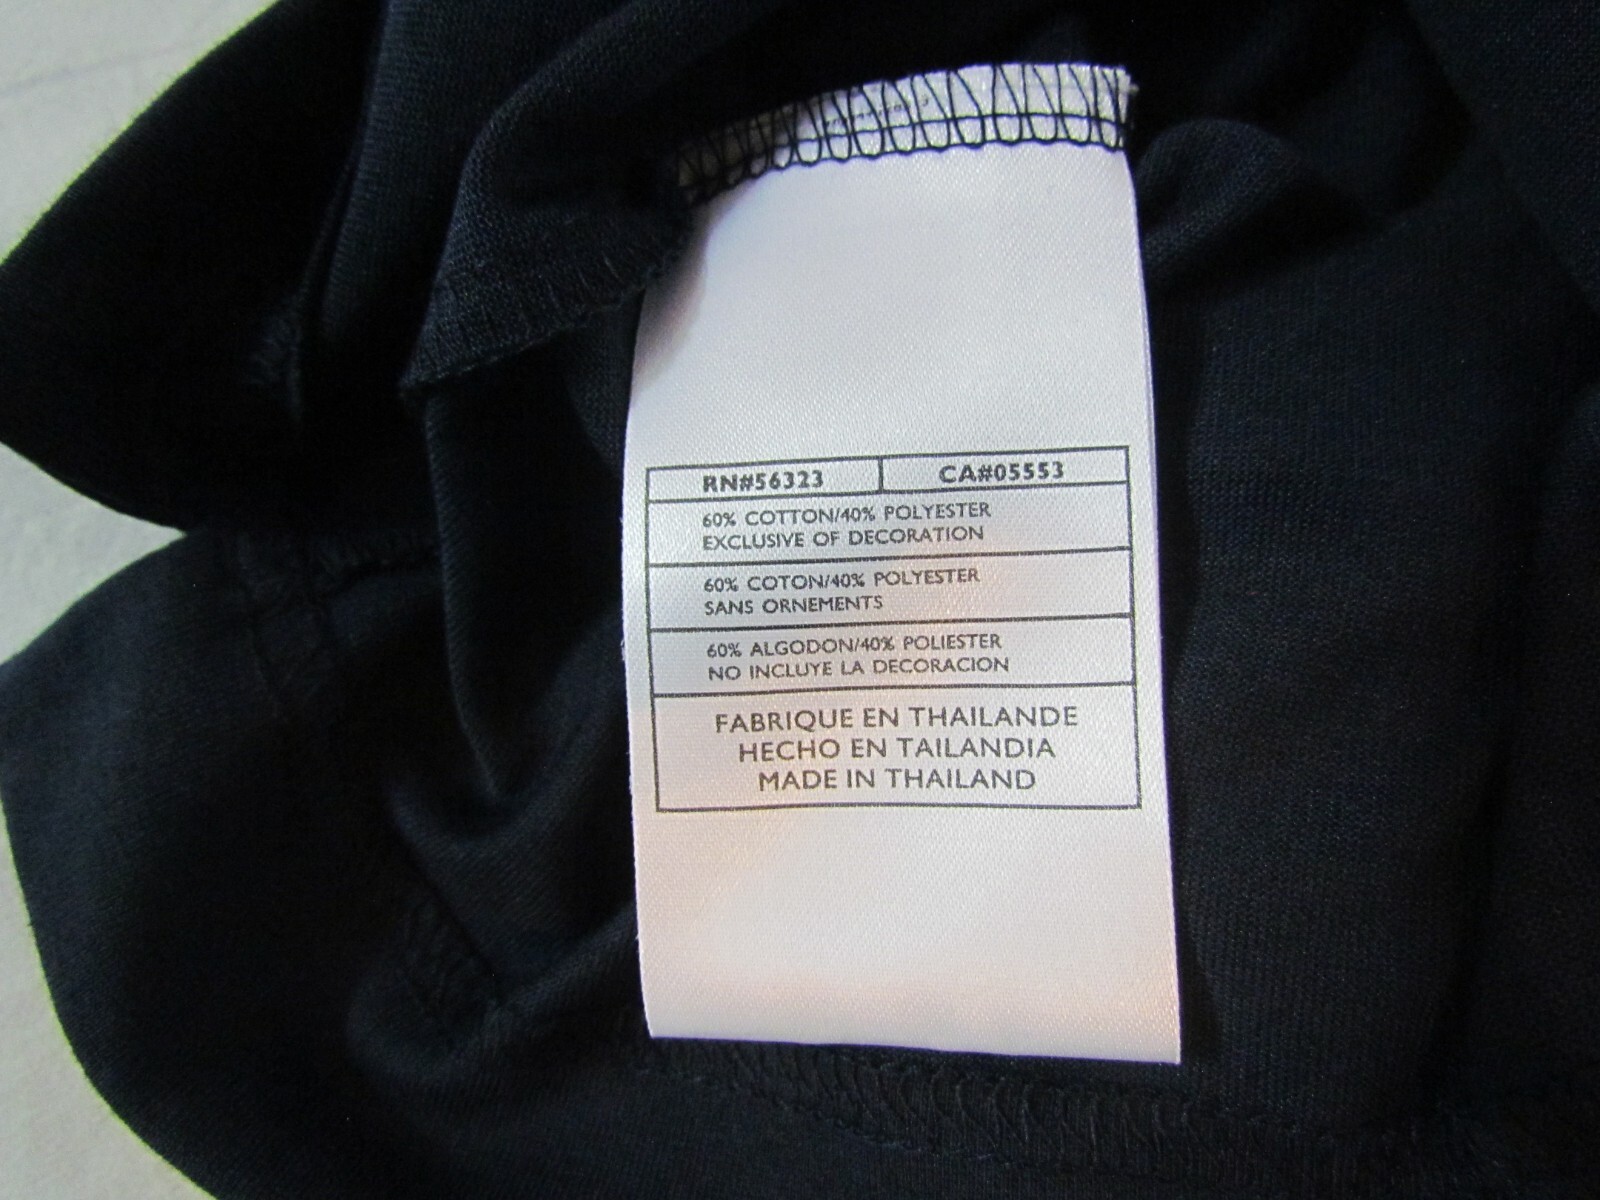 RN#56323 CA#05553
60% COTTON/40% POLYESTER
EXCLUSIVE OF DECORATION
60% COTON/40% POLYESTER
SANS ORNEMENTS
60% ALGODON/40% POLIESTER
NO INCLUYE LA DECORACION
FABRIQUE EN THAILANDE
HECHO EN TAILANDIA
MADE IN THAILAND